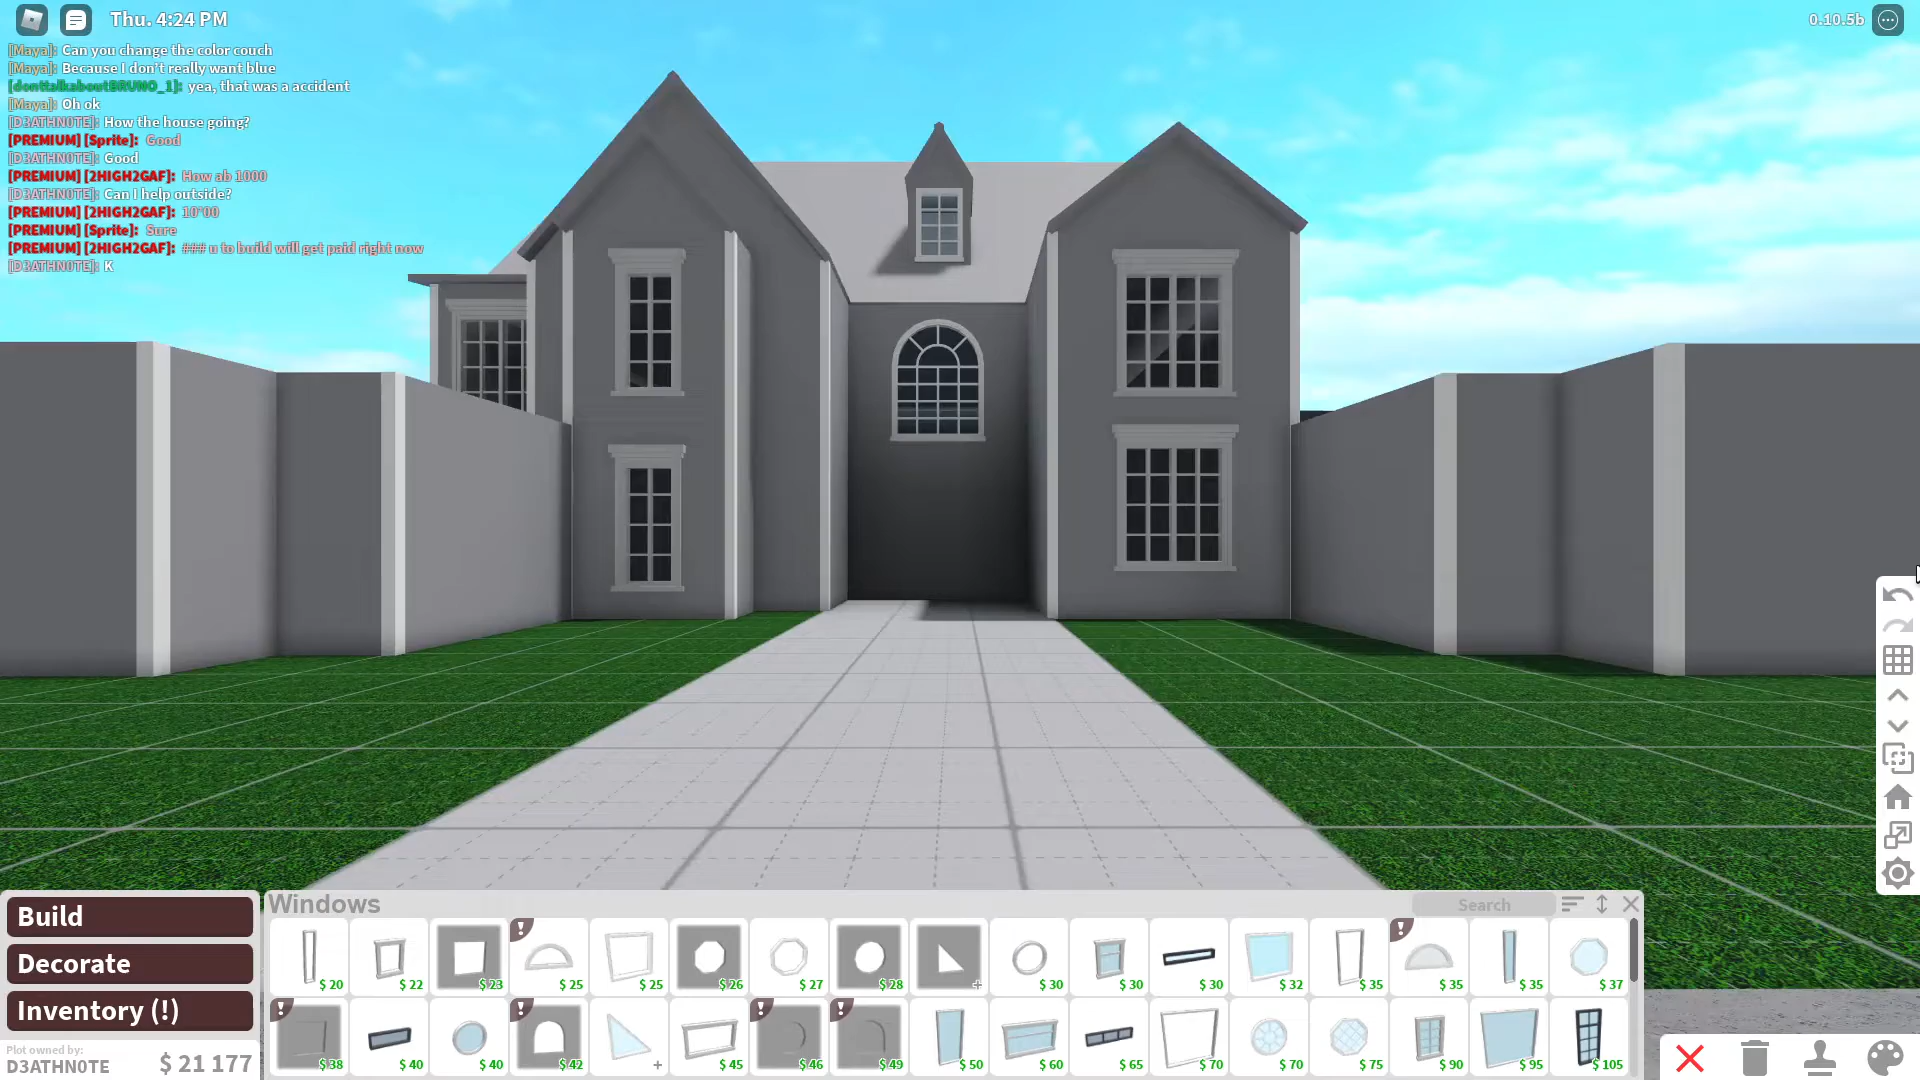 Thu. 4:24 PM
0.10.5b
[Maya]: Can you change the color couch
[Maya]: Because I don't really want blue
[donttalkaboutBRUNO_1]: yea, that was a accident
[Maya]: Oh ok
[D3ATHN0TE]: How the house going?
[PREMIUM] [Sprite]: Good
[D3ATHN0TE]: Good
[PREMIUM] [2HIGH2GAF]: How ab 1000
[D3ATHN0TE]: Can I help outside?
[PREMIUM] [2HIGH2GAF]: 10"00
[PREMIUM] [Sprite]: Sure
[PREMIUM] [2HIGH2GAF]: ### u to build will get paid right now
[D3ATHN0TE]: K
Build
Decorate
Inventory (!)
Plot owned by:
D3ATHN0TE
$ 21 177
Windows
Search
$ 20 $ 22 $ 23 $ 25 $ 25 $ 26 $ 27 $ 28 + $ 30 $ 30 $ 30 $ 32 $ 35 $ 35 $ 35 $ 37
$ 38 $ 40 $ 40 $ 42 + $ 45 $ 46 $ 49 $ 50 $ 60 $ 65 $ 70 $ 70 $ 75 $ 90 $ 95 $ 105